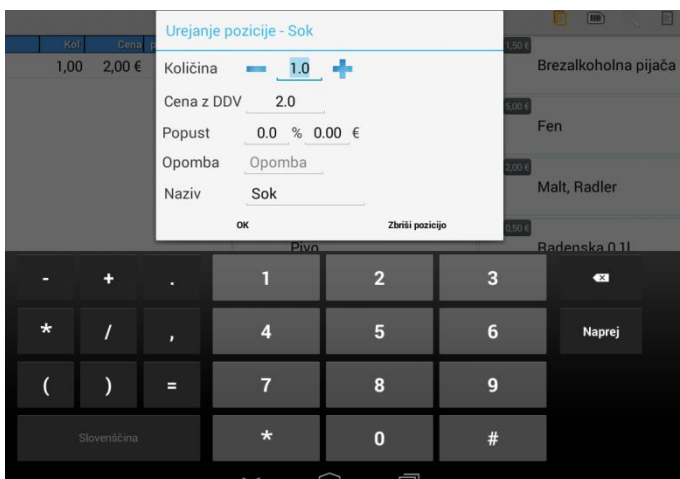 Urejanje pozicije - Sok
Kol. Cena
1,00 2,00 €
Količina 1.0
Cena z DDV 2.0
Popust 0.0 % 0.00 €
Opomba Opomba
Naziv Sok
OK Zbriši pozicijo
Pivo
1,50 €
Brezalkoholna pijača
5,00 €
Fen
2,00 €
Malt, Radler
0,50 €
Radenska 0,1l
- + . 1 2 3
* / , 4 5 6 Naprej
( ) = 7 8 9
Slovenščina * 0 #